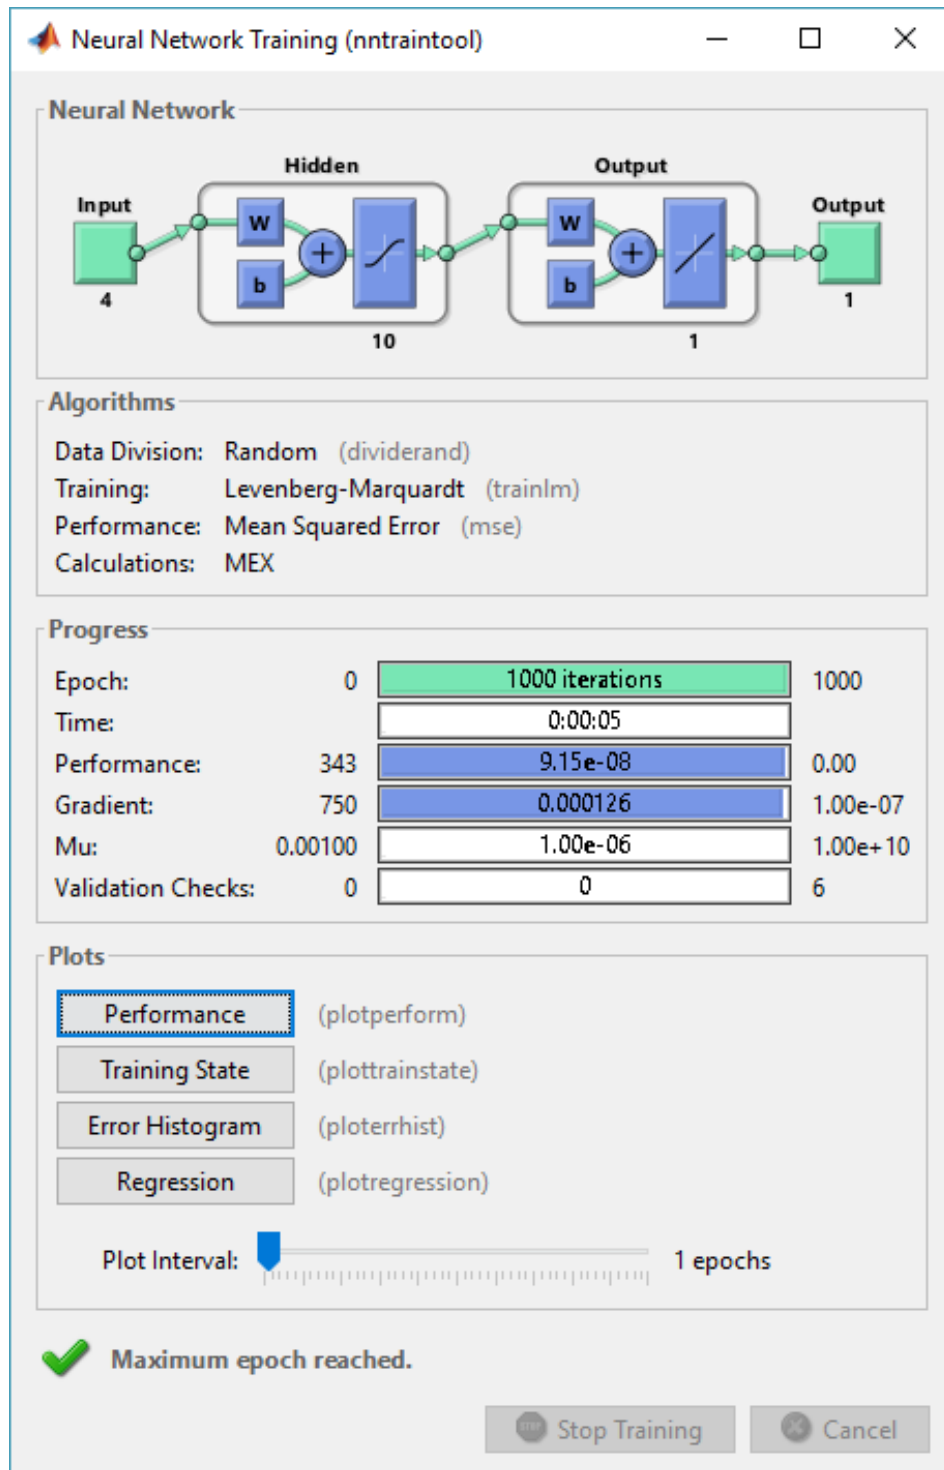 Neural Network Training (nntraintool)
Neural Network
Hidden
Output
Input
Output
W
b
+
W
b
+
4
10
1
1
Algorithms
Data Division: Random (dividerand)
Training: Levenberg-Marquardt (trainlm)
Performance: Mean Squared Error (mse)
Calculations: MEX
Progress
Epoch: 0 1000 iterations 1000
Time: 0:00:05
Performance: 343 9.15e-08 0.00
Gradient: 750 0.000126 1.00e-07
Mu: 0.00100 1.00e-06 1.00e+10
Validation Checks: 0 0 6
Plots
Performance (plotperform)
Training State (plottrainstate)
Error Histogram (ploterrhist)
Regression (plotregression)
Plot Interval: 1 epochs
Maximum epoch reached.
STOP Stop Training Cancel